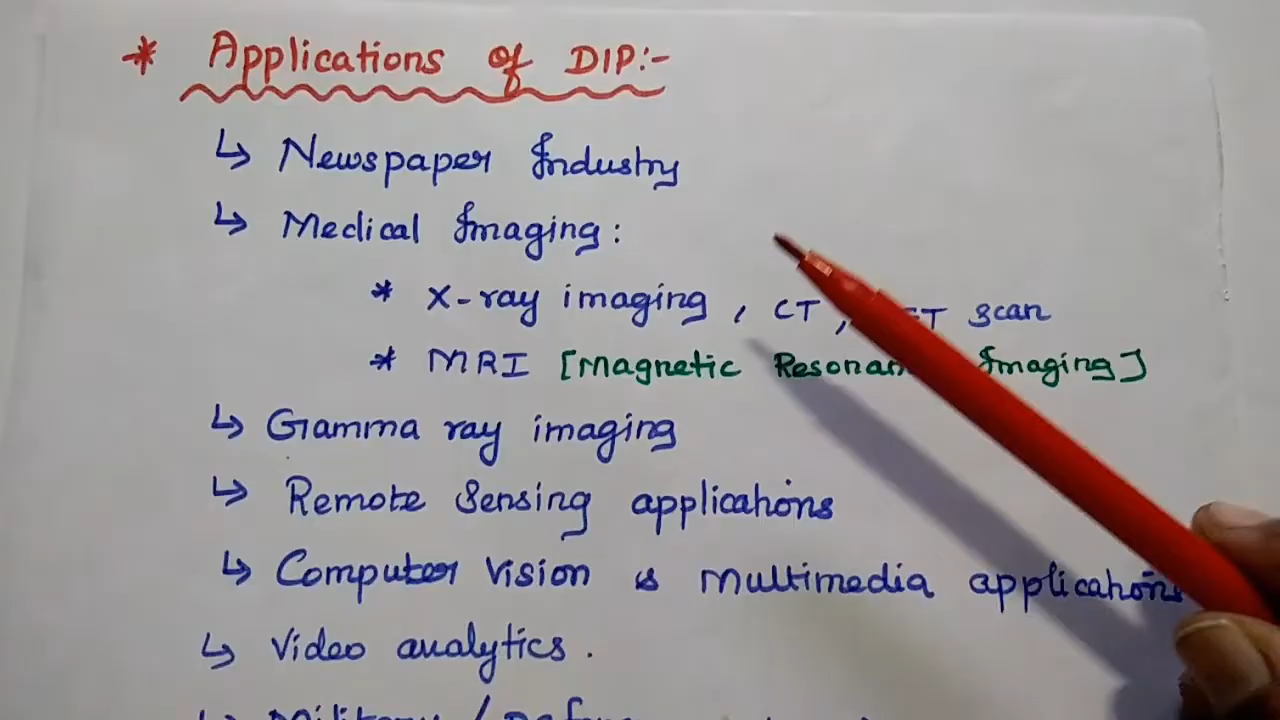 * Applications of DIP:-
↳ Newspaper Industry
↳ Medical Imaging:
* X-ray imaging, CT, scan
* MRI [Magnetic Imaging]
↳ Gamma ray imaging
↳ Remote Sensing applications
↳ Computer Vision & Multimedia applications
↳ Video analytics.
↳ Military /